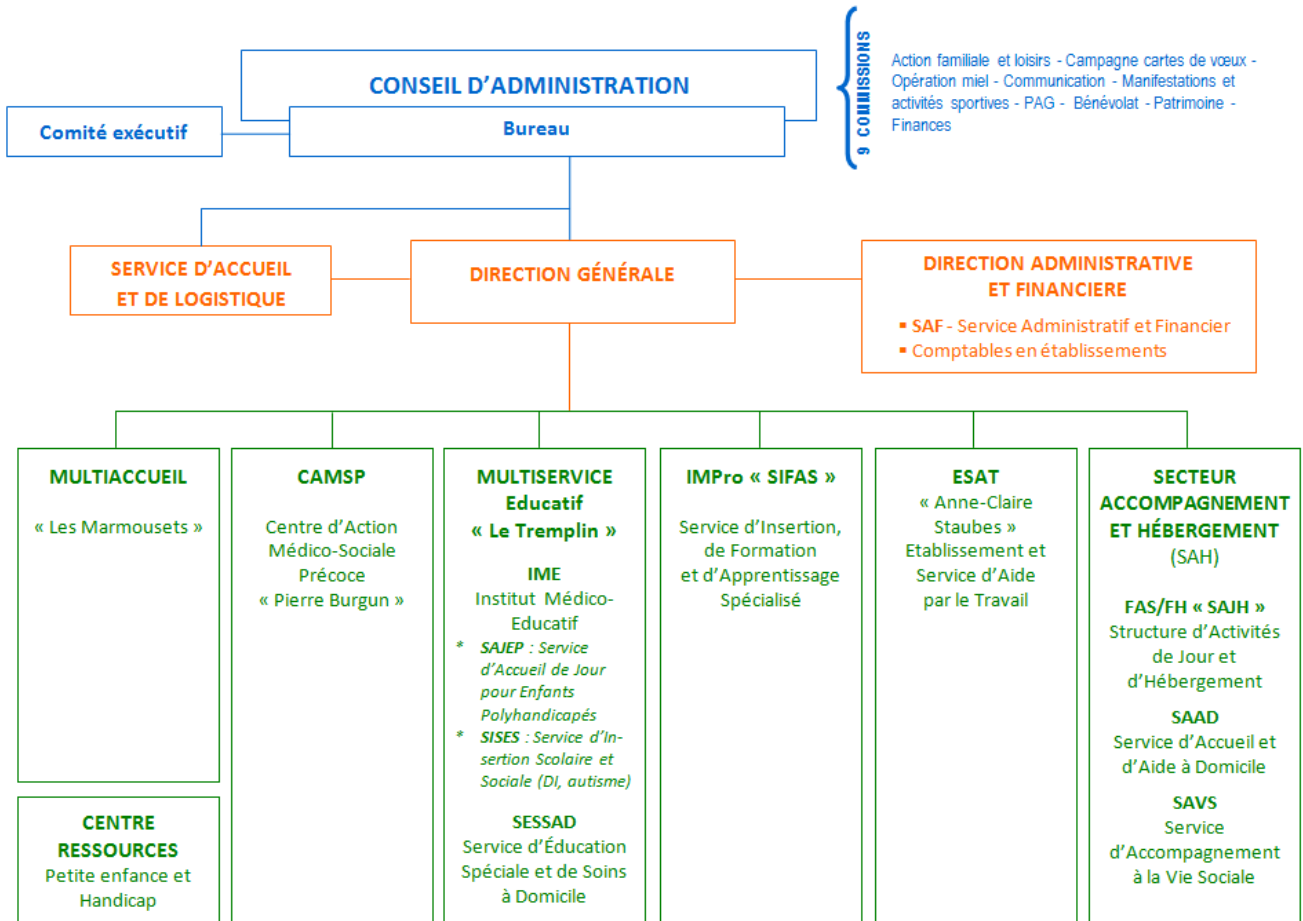 CONSEIL D'ADMINISTRATION
Bureau
Comité exécutif
9 COMMISSIONS
Action familiale et loisirs - Campagne cartes de vœux -
Opération miel - Communication - Manifestations et
activités sportives - PAG - Bénévolat - Patrimoine -
Finances
SERVICE D'ACCUEIL
ET DE LOGISTIQUE
DIRECTION GÉNÉRALE
DIRECTION ADMINISTRATIVE
ET FINANCIERE
▪ SAF - Service Administratif et Financier
▪ Comptables en établissements
MULTIACCUEIL
« Les Marmousets »
CENTRE
RESSOURCES
Petite enfance et
Handicap
CAMSP
Centre d'Action
Médico-Sociale
Précoce
« Pierre Burgun »
MULTISERVICE
Educatif
« Le Tremplin »
IME
Institut Médico-
Educatif
* SAJEP : Service
d'Accueil de Jour
pour Enfants
Polyhandicapés
* SISES : Service d'In-
sertion Scolaire et
Sociale (DI, autisme)
SESSAD
Service d'Éducation
Spéciale et de Soins
à Domicile
IMPro « SIFAS »
Service d'Insertion,
de Formation
et d'Apprentissage
Spécialisé
ESAT
« Anne-Claire
Staubes »
Etablissement et
Service d'Aide
par le Travail
SECTEUR
ACCOMPAGNEMENT
ET HÉBERGEMENT
(SAH)
FAS/FH « SAJH »
Structure d'Activités
de Jour et
d'Hébergement
SAAD
Service d'Accueil et
d'Aide à Domicile
SAVS
Service
d'Accompagnement
à la Vie Sociale